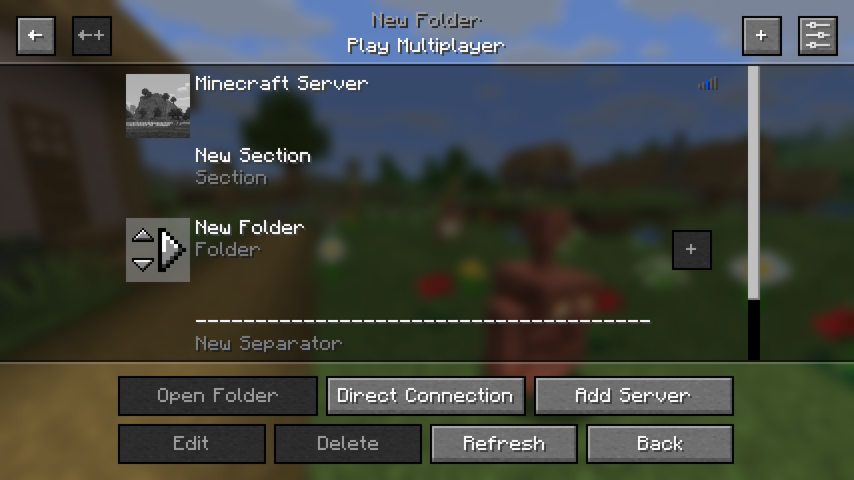 New Folder
Play Multiplayer
Minecraft Server
New Section
Section
New Folder
Folder
--------------------------------------
New Separator
Open Folder
Direct Connection
Add Server
Edit
Delete
Refresh
Back